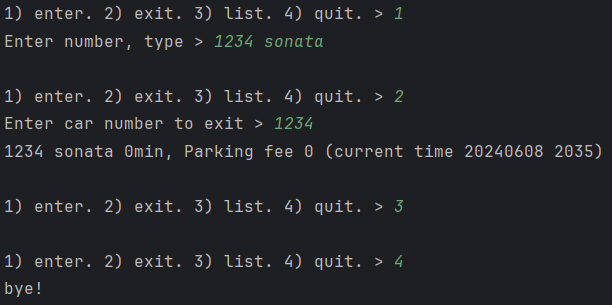 1) enter. 2) exit. 3) list. 4) quit. > 1
Enter number, type > 1234 sonata
1) enter. 2) exit. 3) list. 4) quit. > 2
Enter car number to exit > 1234
1234 sonata 0min, Parking fee 0 (current time 20240608 2035)
1) enter. 2) exit. 3) list. 4) quit. > 3
1) enter. 2) exit. 3) list. 4) quit. > 4
bye!